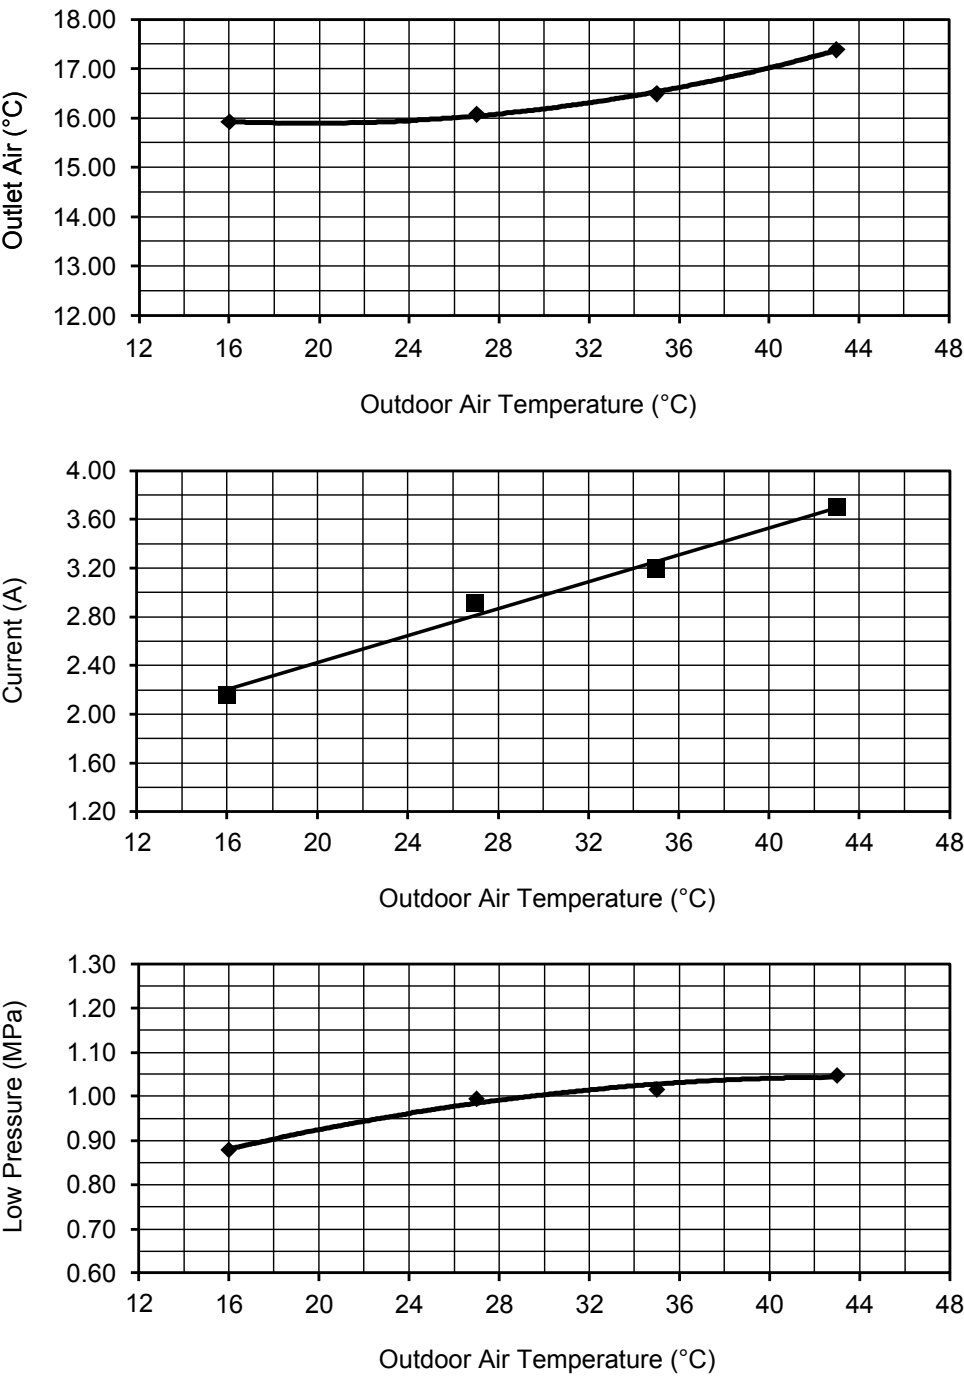 18.00
17.00
16.00
15.00
14.00
13.00
12.00
Outlet Air (°C)
12 16 20 24 28 32 36 40 44 48
Outdoor Air Temperature (°C)
4.00
3.60
3.20
2.80
2.40
2.00
1.60
1.20
Current (A)
12 16 20 24 28 32 36 40 44 48
Outdoor Air Temperature (°C)
1.30
1.20
1.10
1.00
0.90
0.80
0.70
0.60
Low Pressure (MPa)
12 16 20 24 28 32 36 40 44 48
Outdoor Air Temperature (°C)